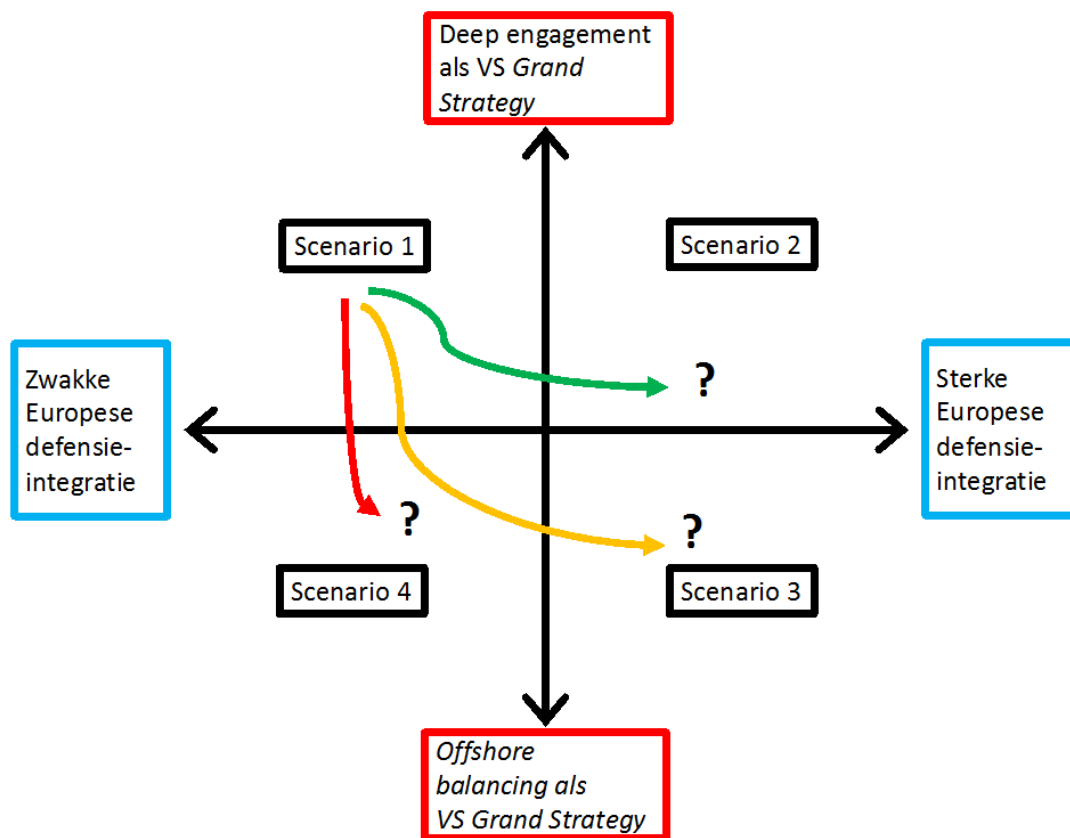 Deep engagement
als VS Grand
Strategy
Scenario 1
Scenario 2
Zwakke
Europese
defensie-
integratie
?
Sterke
Europese
defensie-
integratie
?
?
Scenario 4
Scenario 3
Offshore
balancing als
VS Grand Strategy